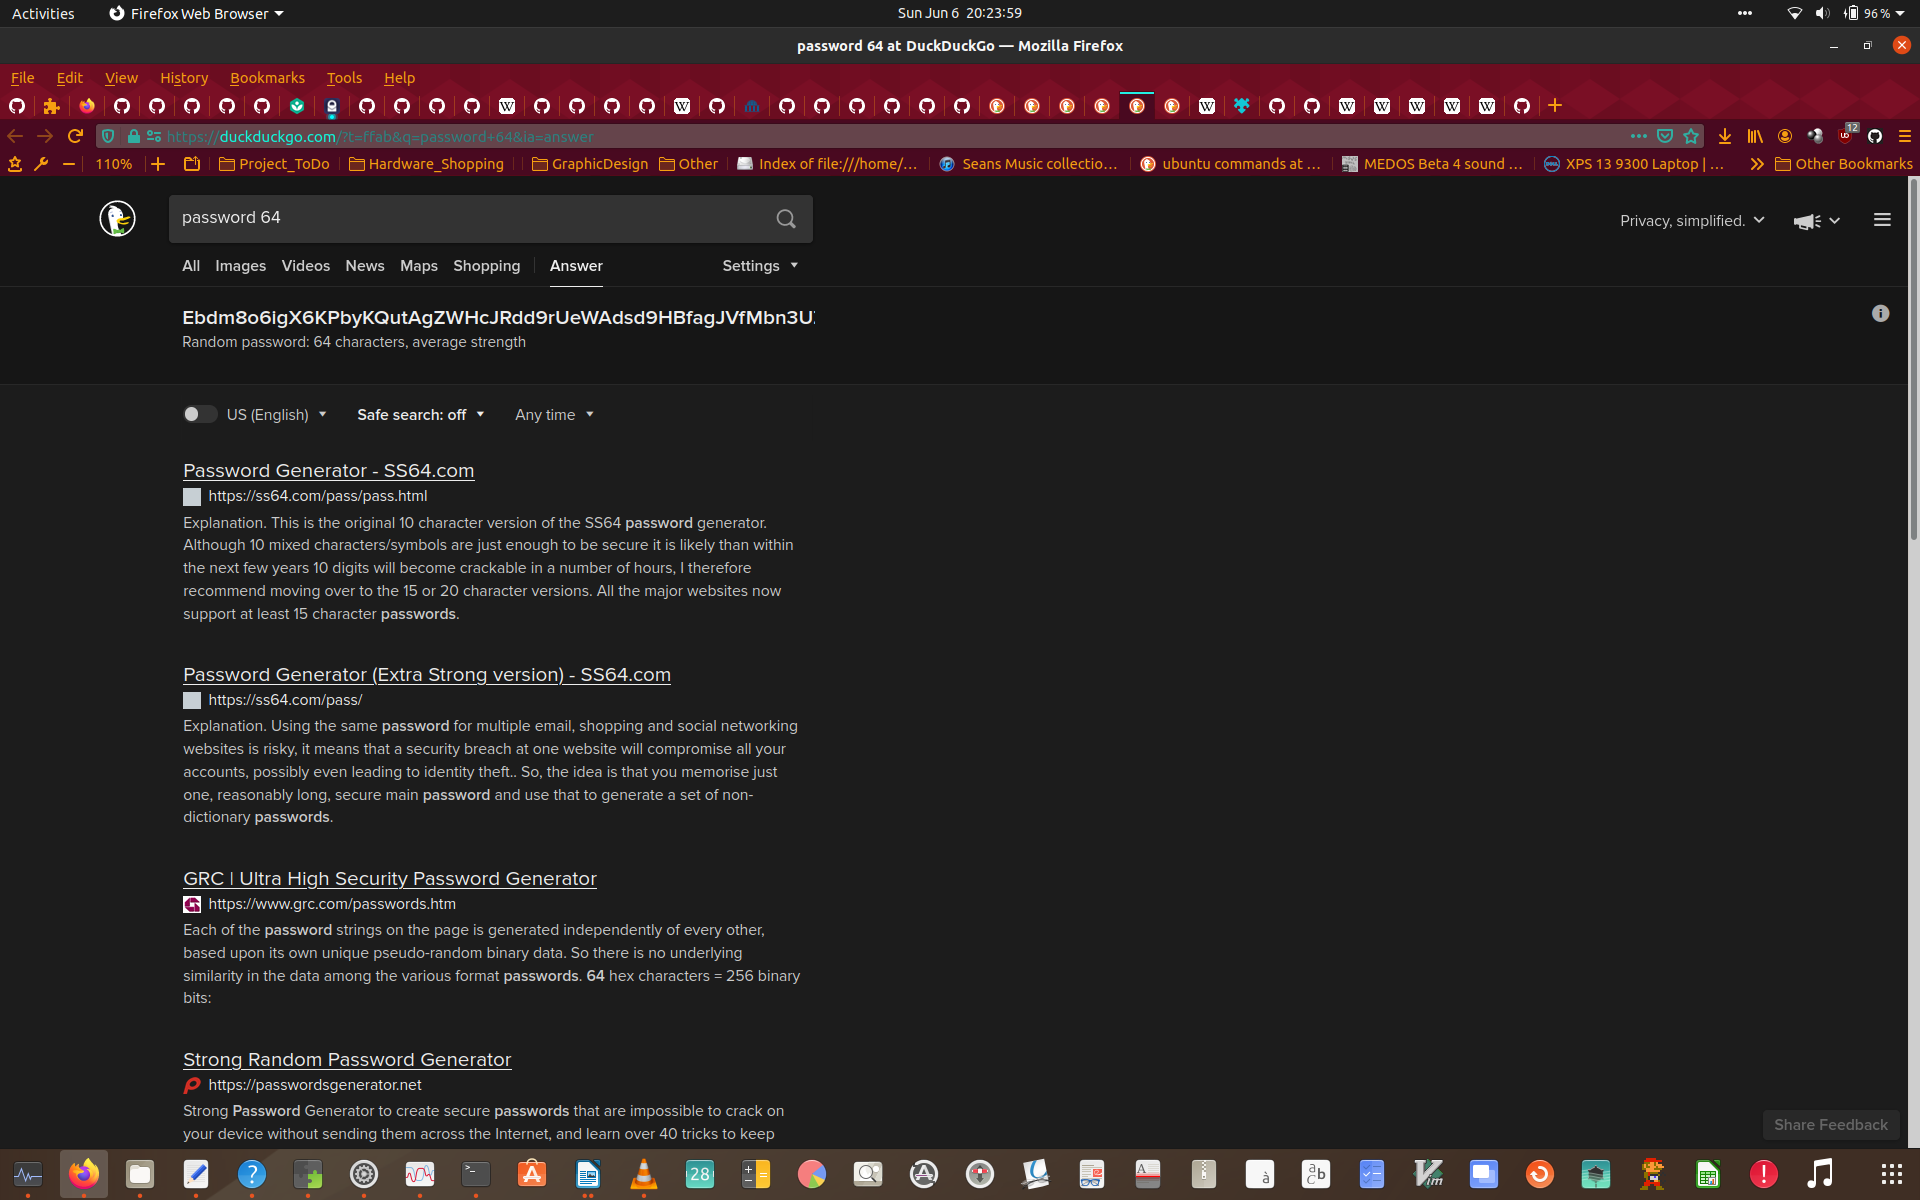 Activities
Firefox Web Browser
Sun Jun 6 20:23:59
96 %
password 64 at DuckDuckGo — Mozilla Firefox
File Edit View History Bookmarks Tools Help
https://duckduckgo.com/?t=ffab&q=password+64&ia=answer
12
110%
Project_ToDo
Hardware_Shopping
GraphicDesign
Other
Index of file:///home/...
Seans Music collectio...
ubuntu commands at ...
MEDOS Beta 4 sound ...
XPS 13 9300 Laptop | ...
Other Bookmarks
password 64
Privacy, simplified.
All Images Videos News Maps Shopping Answer Settings
Ebdm8o6igX6KPbyKQutAgZWHcJRdd9rUeWAdsd9HBfagJVfMbn3U
Random password: 64 characters, average strength
US (English) Safe search: off Any time
Password Generator - SS64.com
https://ss64.com/pass/pass.html
Explanation. This is the original 10 character version of the SS64 password generator.
Although 10 mixed characters/symbols are just enough to be secure it is likely than within
the next few years 10 digits will become crackable in a number of hours, I therefore
recommend moving over to the 15 or 20 character versions. All the major websites now
support at least 15 character passwords.
Password Generator (Extra Strong version) - SS64.com
https://ss64.com/pass/
Explanation. Using the same password for multiple email, shopping and social networking
websites is risky, it means that a security breach at one website will compromise all your
accounts, possibly even leading to identity theft.. So, the idea is that you memorise just
one, reasonably long, secure main password and use that to generate a set of non-
dictionary passwords.
GRC | Ultra High Security Password Generator
https://www.grc.com/passwords.htm
Each of the password strings on the page is generated independently of every other,
based upon its own unique pseudo-random binary data. So there is no underlying
similarity in the data among the various format passwords. 64 hex characters = 256 binary
bits:
Strong Random Password Generator
https://passwordsgenerator.net
Strong Password Generator to create secure passwords that are impossible to crack on
your device without sending them across the Internet, and learn over 40 tricks to keep
Share Feedback
28